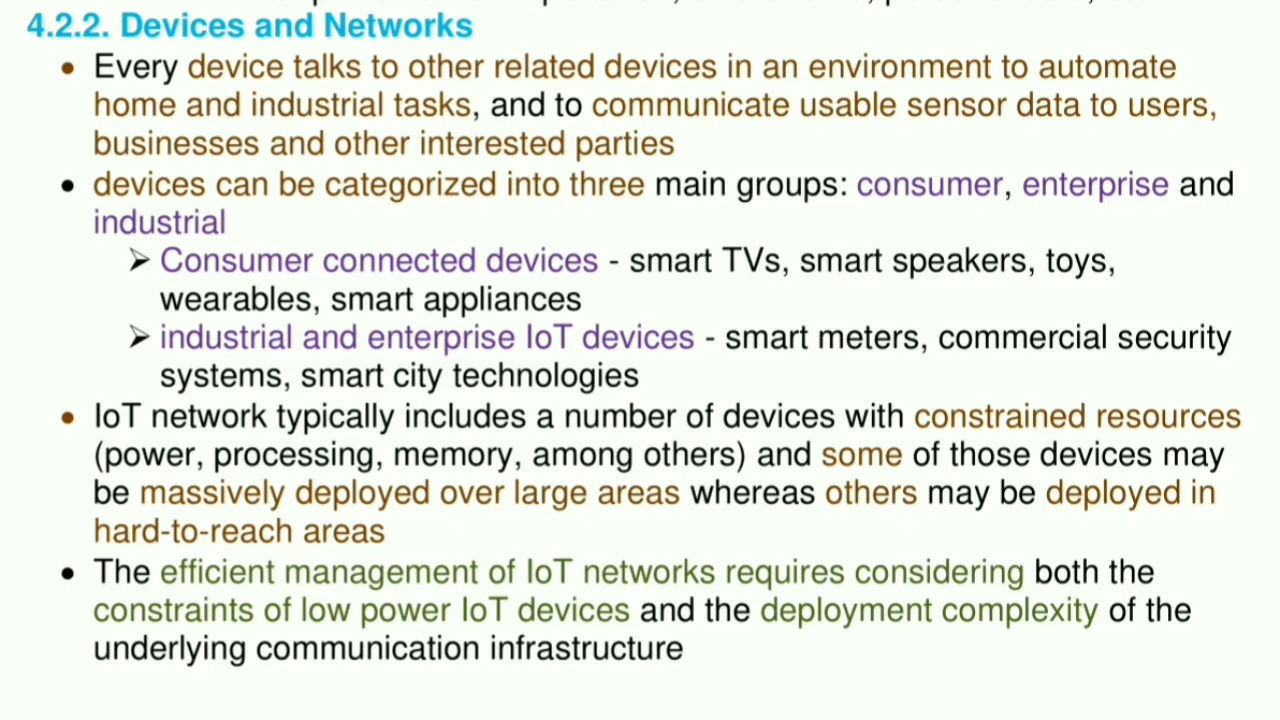 4.2.2. Devices and Networks
• Every device talks to other related devices in an environment to automate
home and industrial tasks, and to communicate usable sensor data to users,
businesses and other interested parties
• devices can be categorized into three main groups: consumer, enterprise and
industrial
➢ Consumer connected devices - smart TVs, smart speakers, toys,
wearables, smart appliances
➢ industrial and enterprise IoT devices - smart meters, commercial security
systems, smart city technologies
• IoT network typically includes a number of devices with constrained resources
(power, processing, memory, among others) and some of those devices may
be massively deployed over large areas whereas others may be deployed in
hard-to-reach areas
• The efficient management of IoT networks requires considering both the
constraints of low power IoT devices and the deployment complexity of the
underlying communication infrastructure